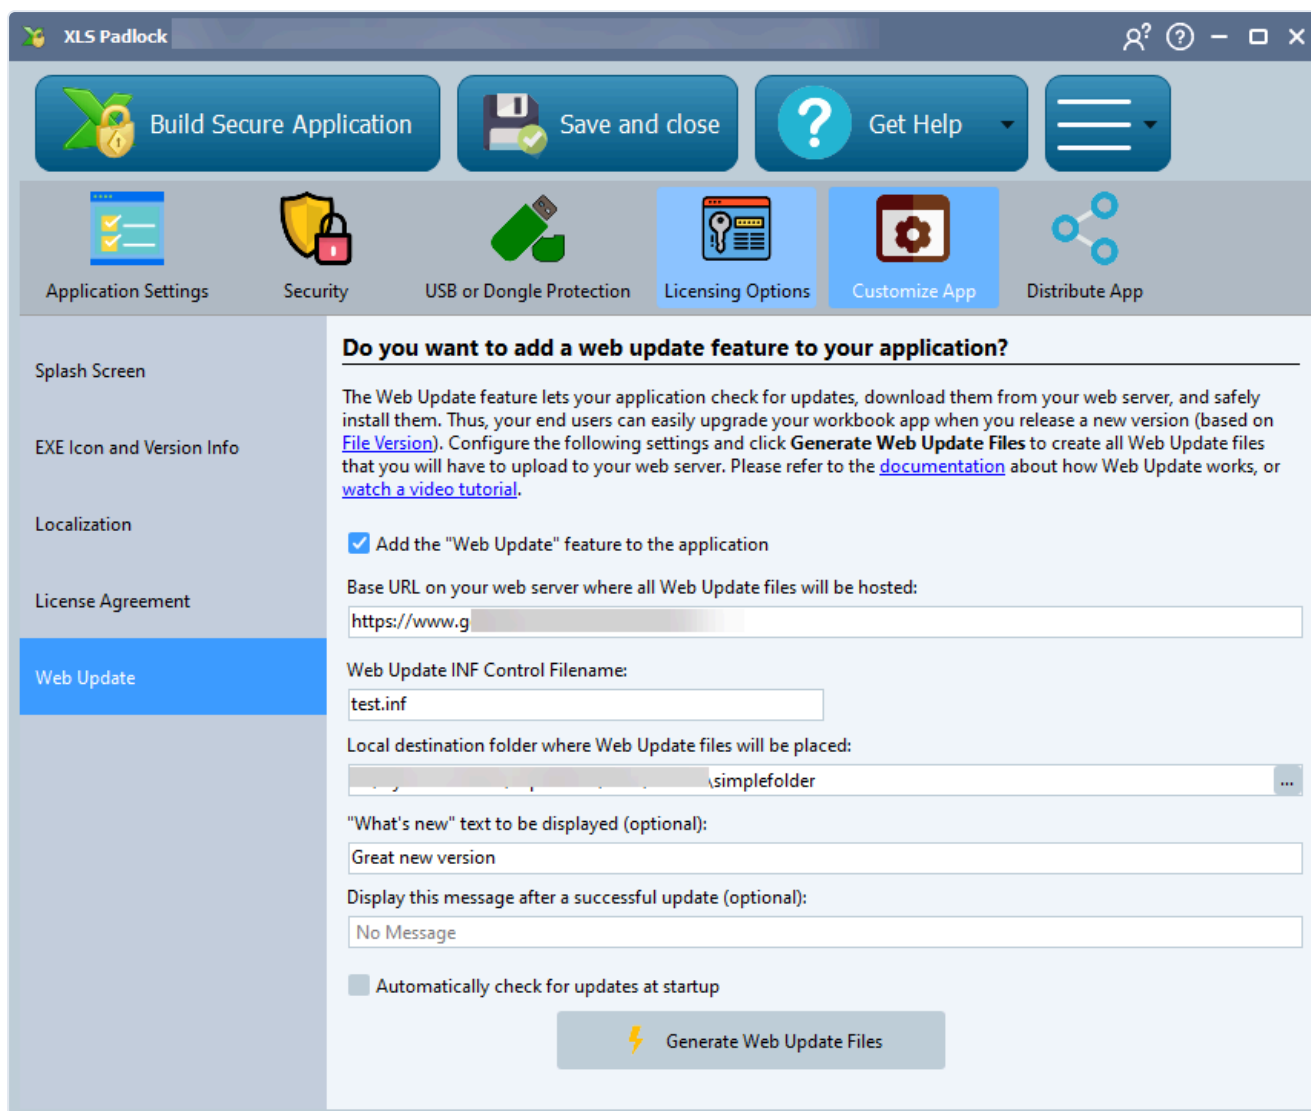 XLS Padlock
Build Secure Application
Save and close
Get Help
Application Settings
Security
USB or Dongle Protection
Licensing Options
Customize App
Distribute App
Splash Screen
EXE Icon and Version Info
Localization
License Agreement
Web Update
Do you want to add a web update feature to your application?
The Web Update feature lets your application check for updates, download them from your web server, and safely
install them. Thus, your end users can easily upgrade your workbook app when you release a new version (based on
File Version). Configure the following settings and click Generate Web Update Files to create all Web Update files
that you will have to upload to your web server. Please refer to the documentation about how Web Update works, or
watch a video tutorial.
Add the "Web Update" feature to the application
Base URL on your web server where all Web Update files will be hosted:
https://www.g
Web Update INF Control Filename:
test.inf
Local destination folder where Web Update files will be placed:
\simplefolder
...
"What's new" text to be displayed (optional):
Great new version
Display this message after a successful update (optional):
No Message
Automatically check for updates at startup
Generate Web Update Files